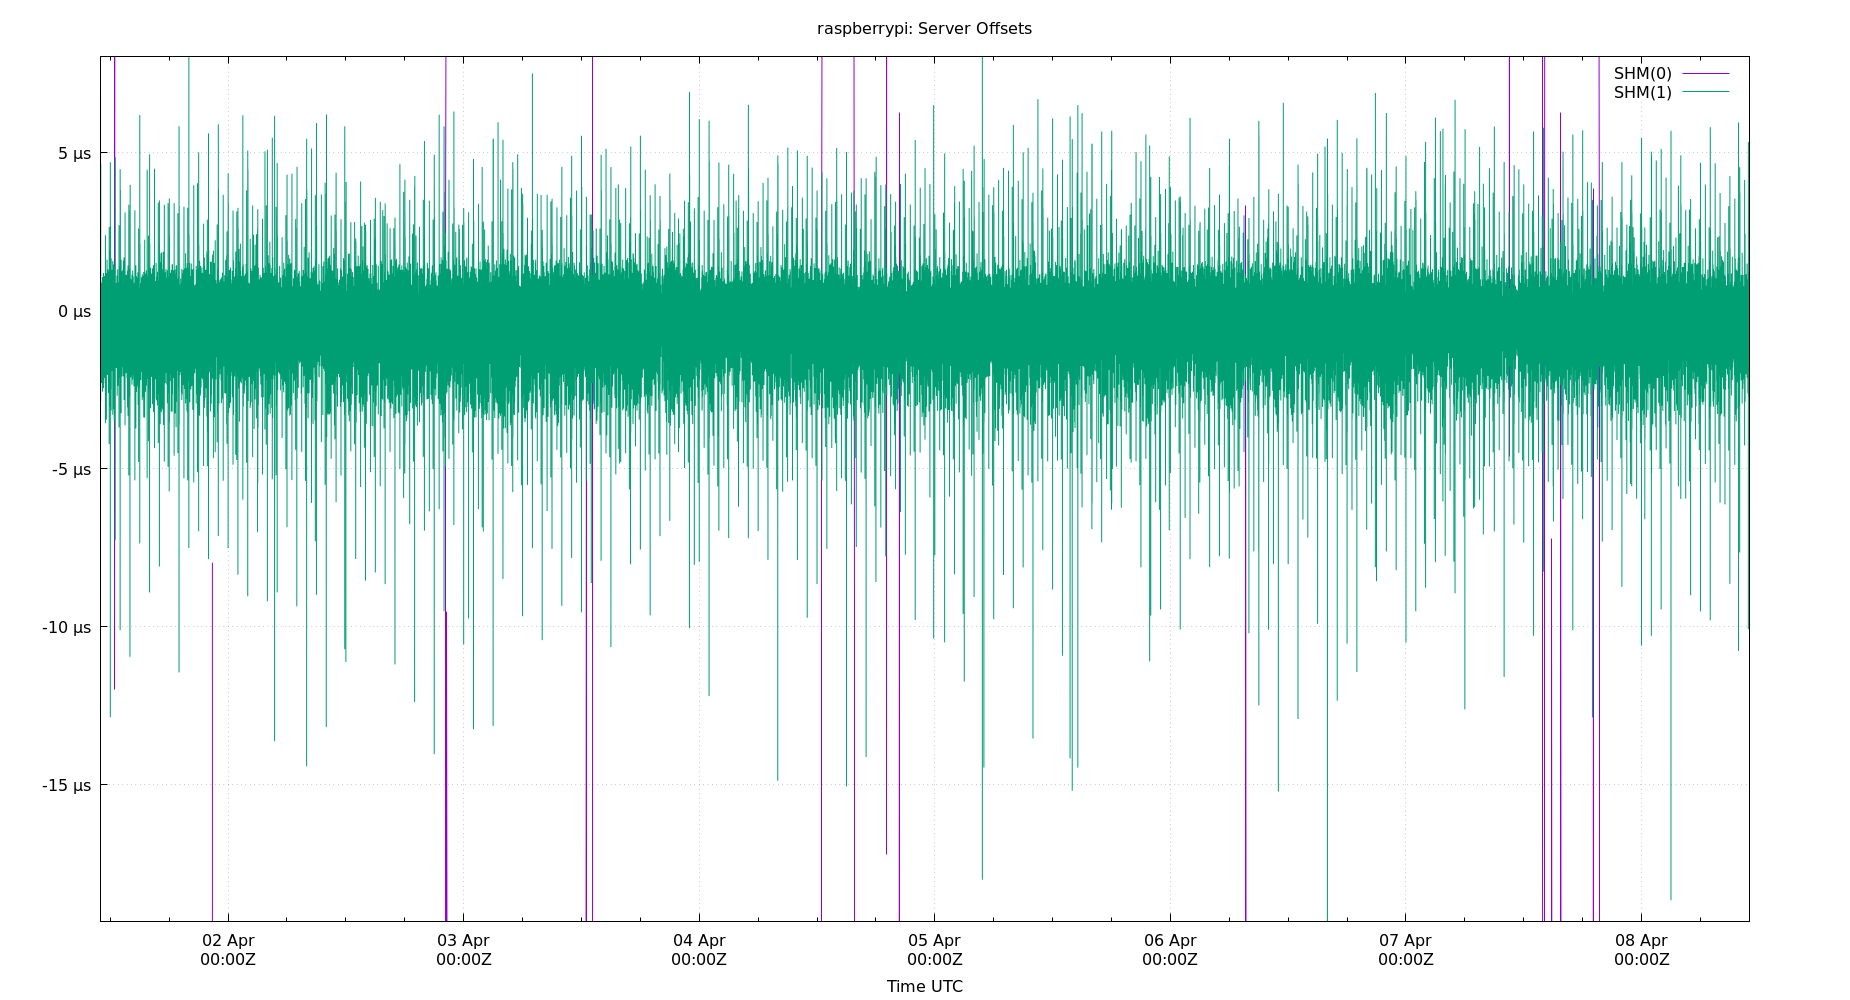 raspberrypi: Server Offsets
SHM(0)
SHM(1)
5 µs
0 µs
-5 µs
-10 µs
-15 µs
02 Apr
00:00Z
03 Apr
00:00Z
04 Apr
00:00Z
05 Apr
00:00Z
06 Apr
00:00Z
07 Apr
00:00Z
08 Apr
00:00Z
Time UTC